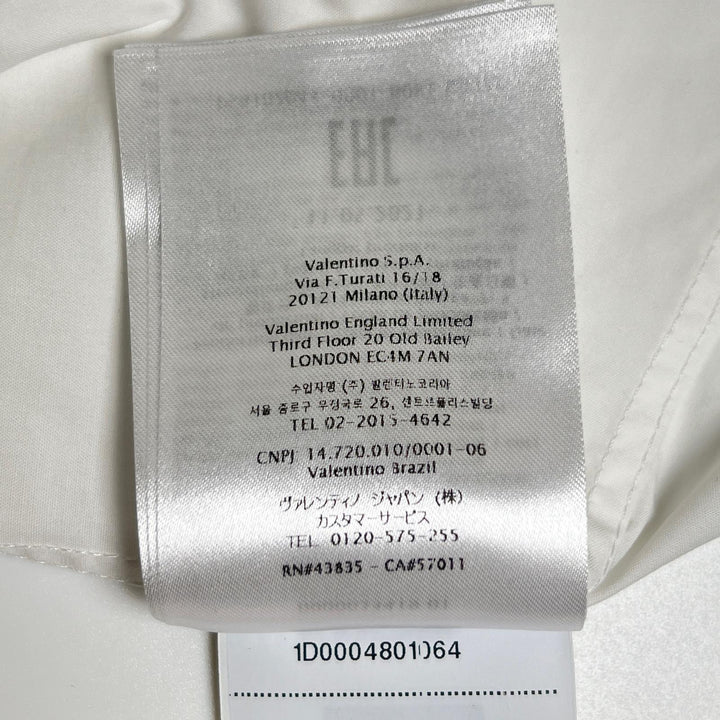 Valentino S.p.A.
Via F.Turati 16/18
20121 Milano (Italy)
Valentino England Limited
Third Floor 20 Old Bailey
LONDON EC4M 7AN
수입자명 (주) 발렌티노코리아
서울 종로구 우정국로 26, 센트로폴리스빌딩
TEL 02-2015-4642
CNPJ 14.720.010/0001-06
Valentino Brazil
ヴァレンティノ ジャパン (株)
カスタマーサービス
TEL 0120-575-255
RN#43835 - CA#57011
1D0004801064